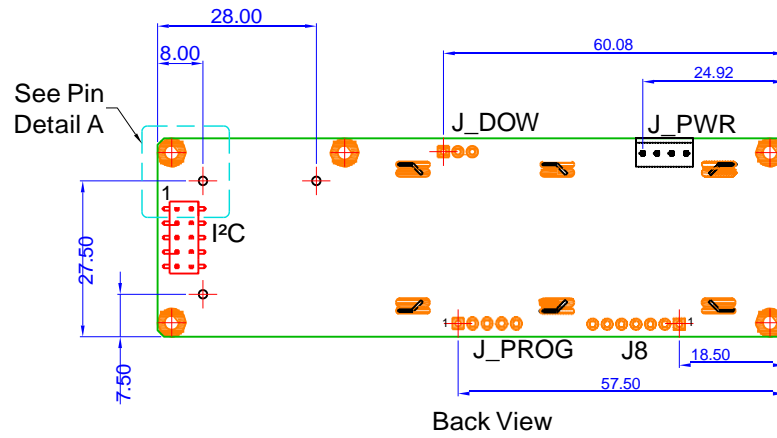 28.00
60.08
8.00
24.92
See Pin
Detail A
J_DOW
J_PWR
1
I²C
27.50
7.50
1
1
J_PROG
J8
18.50
57.50
Back View